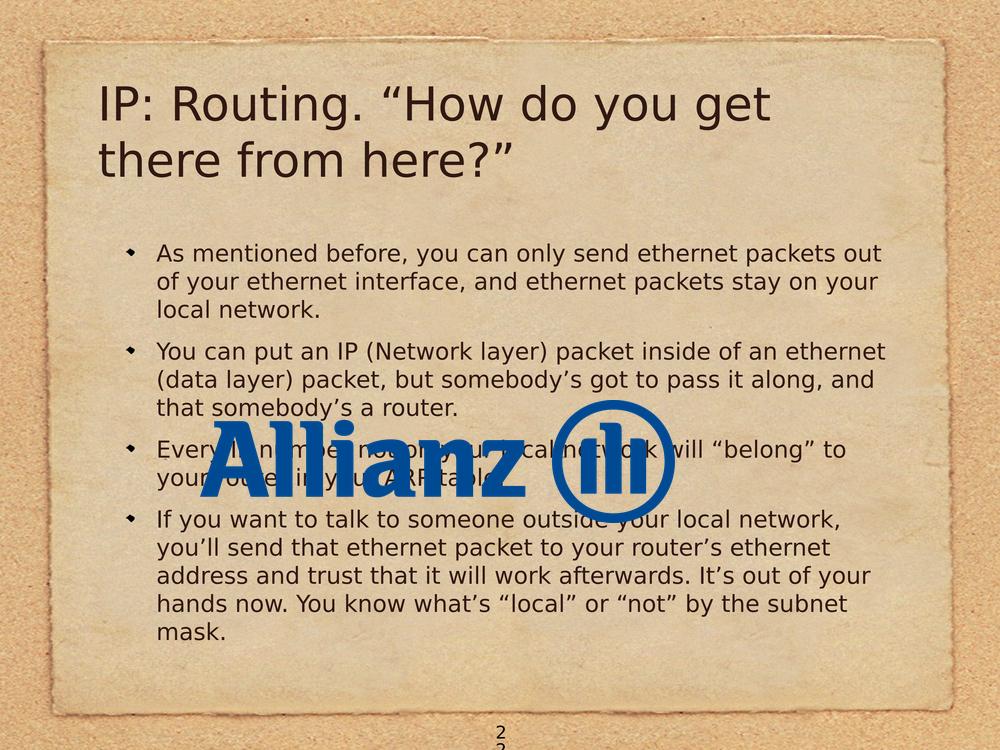 IP: Routing. “How do you get
there from here?”
As mentioned before, you can only send ethernet packets out
of your ethernet interface, and ethernet packets stay on your
local network.
You can put an IP (Network layer) packet inside of an ethernet
(data layer) packet, but somebody’s got to pass it along, and
that somebody’s a router.
Every not local network will “belong” to
your in your ARP table
Allianz
If you want to talk to someone outside your local network,
you’ll send that ethernet packet to your router’s ethernet
address and trust that it will work afterwards. It’s out of your
hands now. You know what’s “local” or “not” by the subnet
mask.
2
2